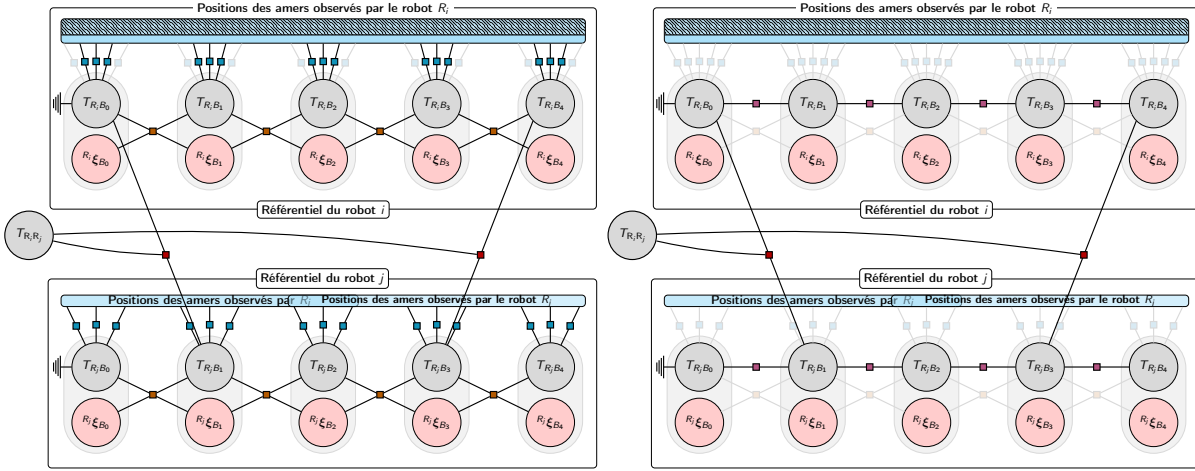 Positions des amers observés par le robot R_i
T_{R_iB_0} T_{R_iB_1} T_{R_iB_2} T_{R_iB_3} T_{R_iB_4}
^{R_i}ξ_{B_0} ^{R_i}ξ_{B_1} ^{R_i}ξ_{B_2} ^{R_i}ξ_{B_3} ^{R_i}ξ_{B_4}
Référentiel du robot i
T_{R_iR_j}
Référentiel du robot j
Positions des amers observés par R_i Positions des amers observés par le robot R_j
T_{R_jB_0} T_{R_jB_1} T_{R_jB_2} T_{R_jB_3} T_{R_jB_4}
^{R_j}ξ_{B_0} ^{R_j}ξ_{B_1} ^{R_j}ξ_{B_2} ^{R_j}ξ_{B_3} ^{R_j}ξ_{B_4}
Positions des amers observés par le robot R_i
T_{R_iB_0} T_{R_iB_1} T_{R_iB_2} T_{R_iB_3} T_{R_iB_4}
^{R_i}ξ_{B_0} ^{R_i}ξ_{B_1} ^{R_i}ξ_{B_2} ^{R_i}ξ_{B_3} ^{R_i}ξ_{B_4}
Référentiel du robot i
T_{R_iR_j}
Référentiel du robot j
Positions des amers observés par R_i Positions des amers observés par le robot R_j
T_{R_jB_0} T_{R_jB_1} T_{R_jB_2} T_{R_jB_3} T_{R_jB_4}
^{R_j}ξ_{B_0} ^{R_j}ξ_{B_1} ^{R_j}ξ_{B_2} ^{R_j}ξ_{B_3} ^{R_j}ξ_{B_4}